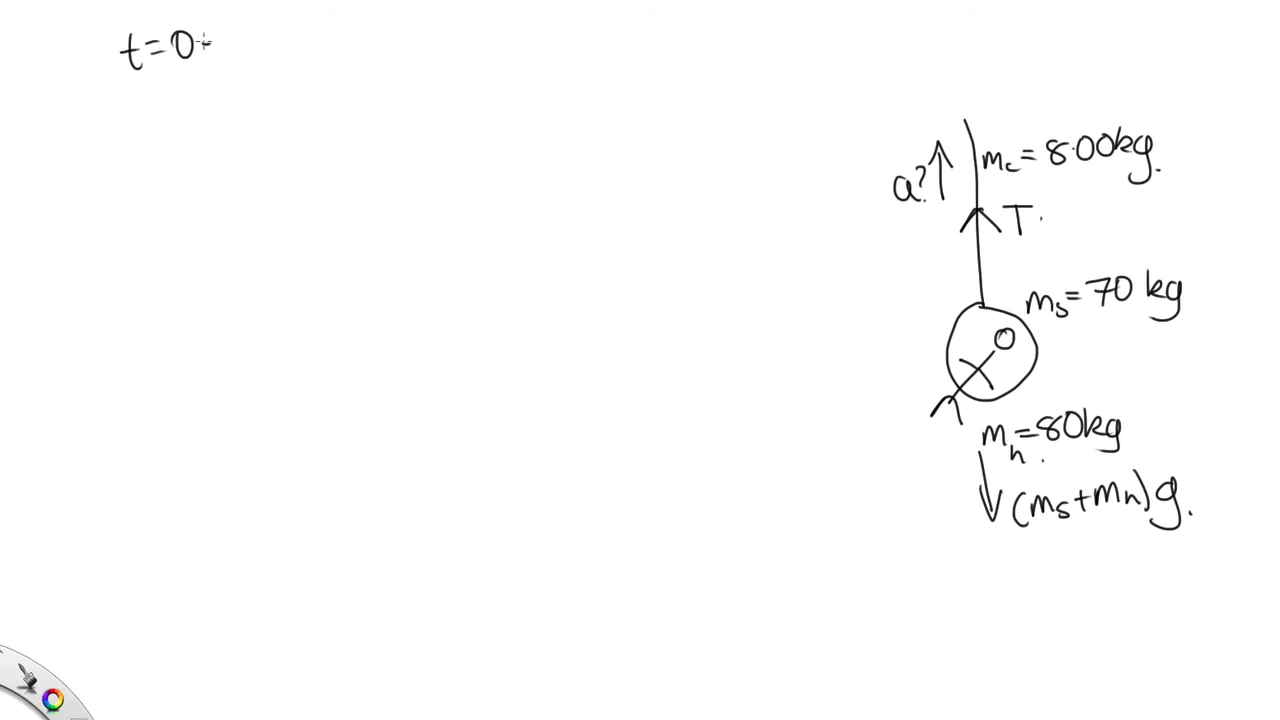 t=0+
m_c = 8.00kg.
a?
T.
m_s = 70 kg
m_h = 80kg.
(m_s+m_h)g.